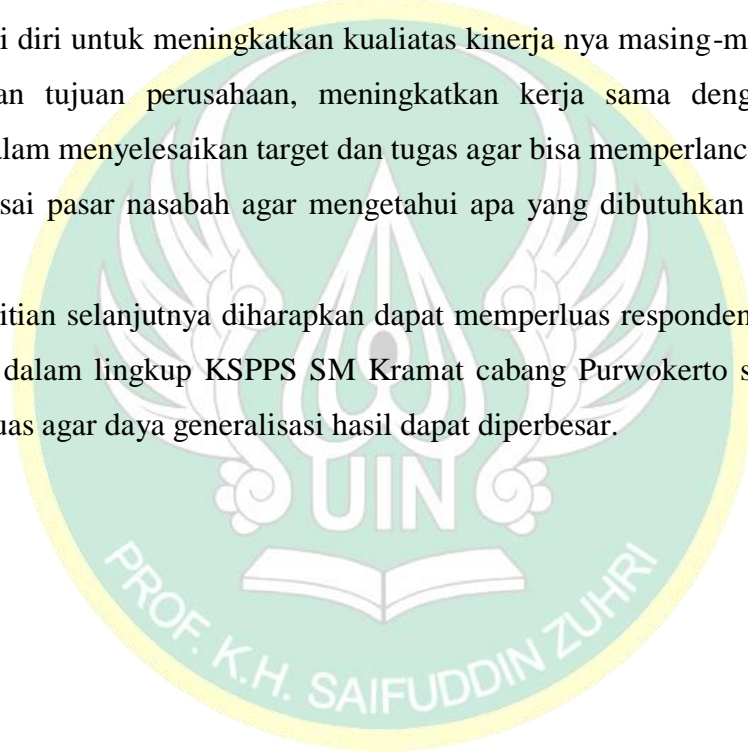 i diri untuk meningkatkan kualiatas kinerja nya masing-m
an tujuan perusahaan, meningkatkan kerja sama deng
alam menyelesaikan target dan tugas agar bisa memperlanc
sai pasar nasabah agar mengetahui apa yang dibutuhkan
itian selanjutnya diharapkan dapat memperluas responden
dalam lingkup KSPPS SM Kramat cabang Purwokerto s
uas agar daya generalisasi hasil dapat diperbesar.
UIN
PROF. K.H. SAIFUDDIN ZUHRI